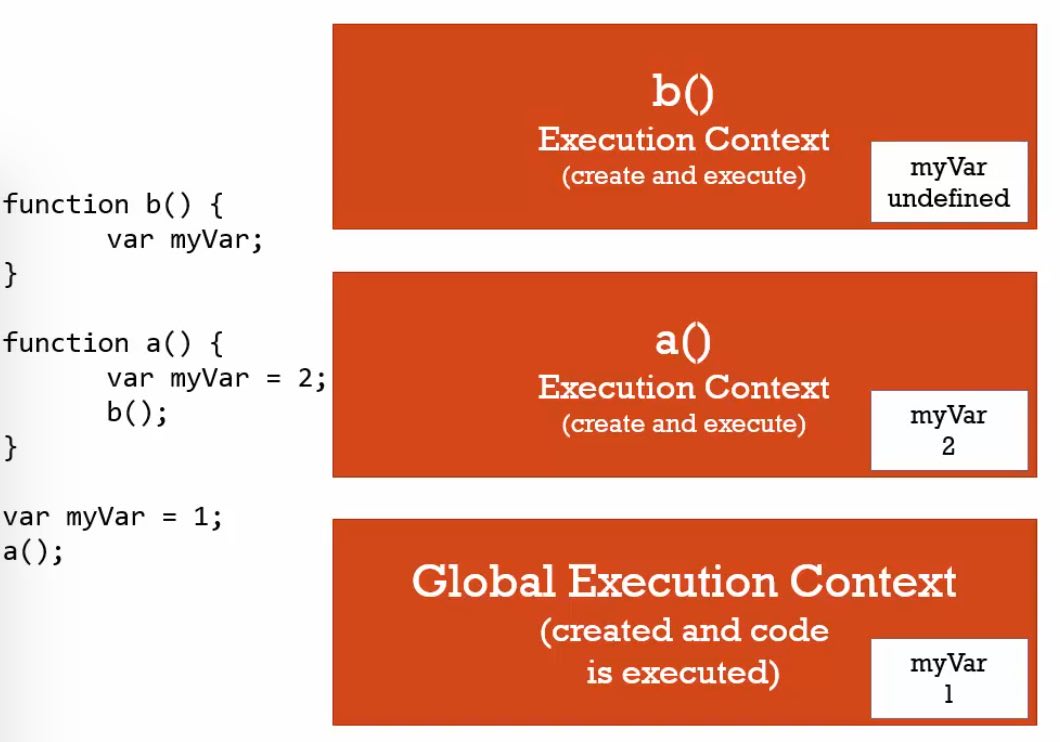 function b() {
var myVar;
}
function a() {
var myVar = 2;
b();
}
var myVar = 1;
a();
b()
Execution Context
(create and execute)
myVar
undefined
a()
Execution Context
(create and execute)
myVar
2
Global Execution Context
(created and code
is executed)
myVar
1